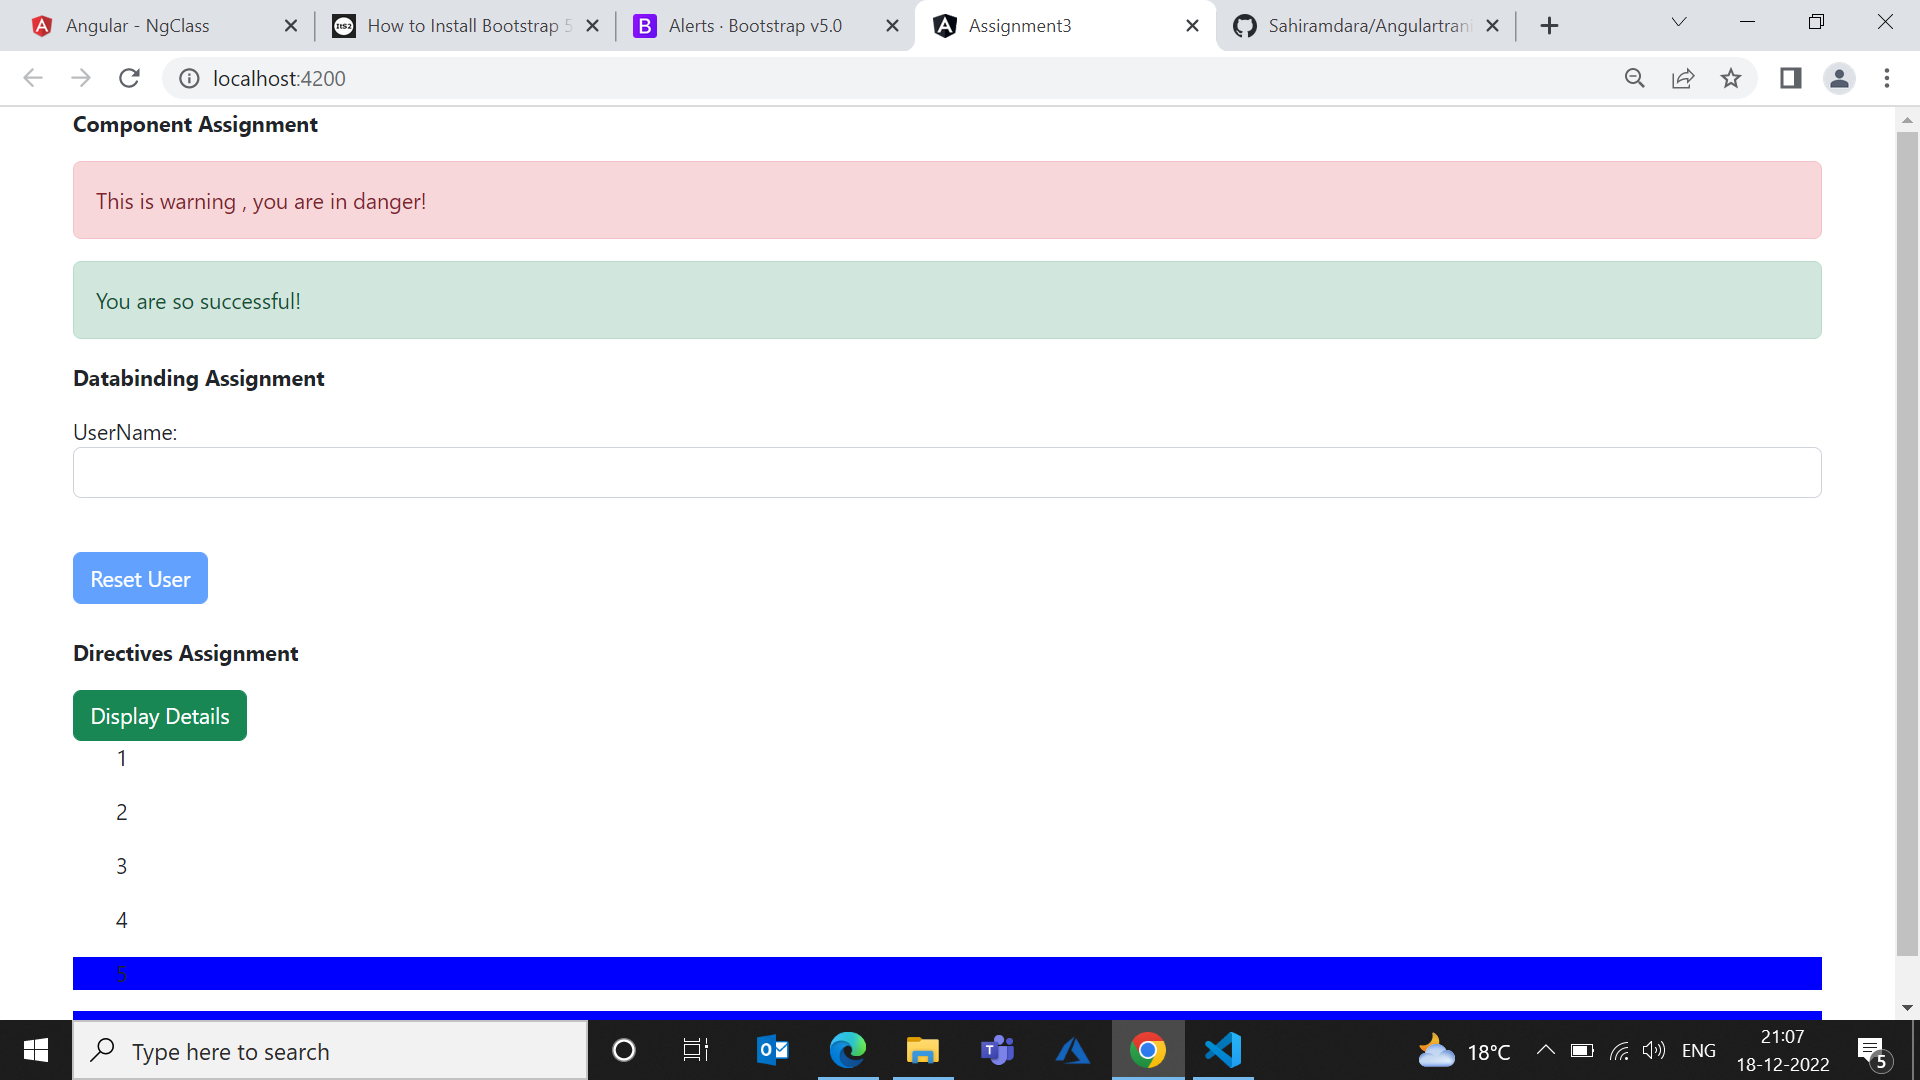 Angular - NgClass
How to Install Bootstrap 5
Alerts · Bootstrap v5.0
Assignment3
Sahiramdara/Angulartrani
localhost:4200
Component Assignment
This is warning , you are in danger!
You are so successful!
Databinding Assignment
UserName:
Reset User
Directives Assignment
Display Details
1
2
3
4
5
Type here to search
18°C
ENG
21:07
18-12-2022
5